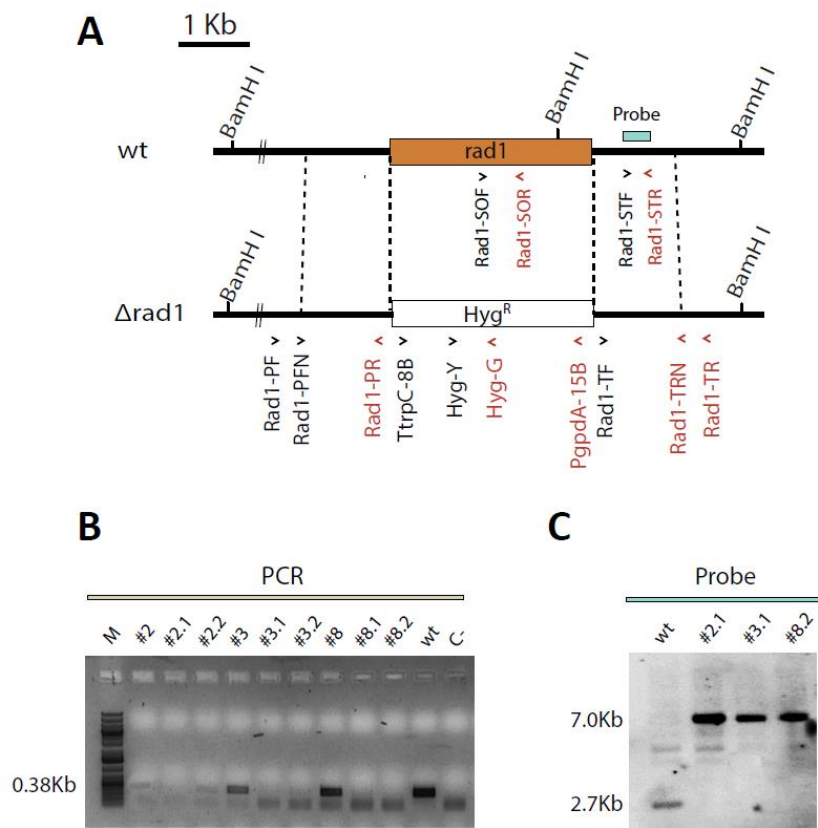 A
1 Kb
BamH I
BamH I
BamH I
Probe
wt
rad1
Rad1-SOF
Rad1-SOR
Rad1-STF
Rad1-STR
BamH I
BamH I
Δrad1
Hyg^R
Rad1-PF
Rad1-PFN
Rad1-PR
TtrpC-8B
Hyg-Y
Hyg-G
PgpdA-15B
Rad1-TF
Rad1-TRN
Rad1-TR
B
PCR
M #2 #2.1 #2.2 #3 #3.1 #3.2 #8 #8.1 #8.2 wt C-
0.38Kb
C
Probe
wt #2.1 #3.1 #8.2
7.0Kb
2.7Kb